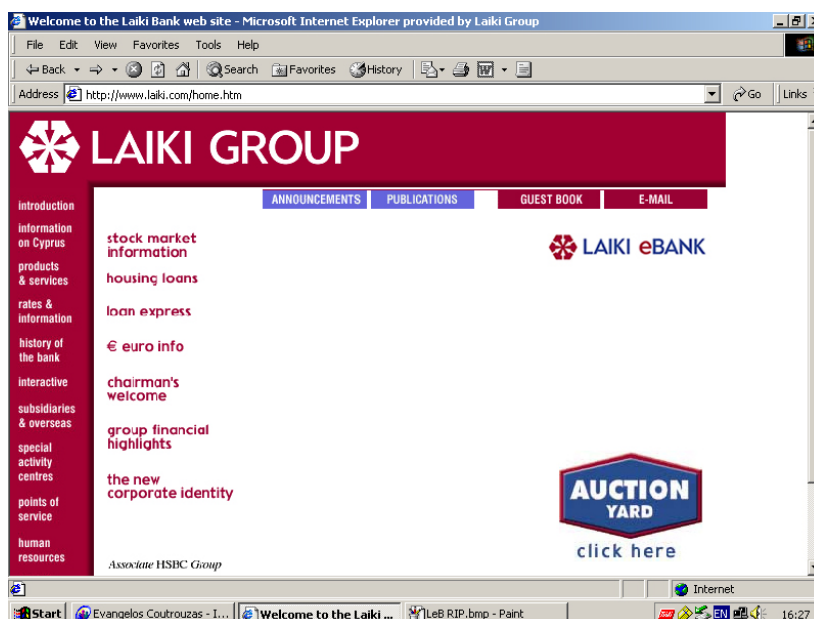 Welcome to the Laiki Bank web site - Microsoft Internet Explorer provided by Laiki Group
File Edit View Favorites Tools Help
Back Search Favorites History
Address http://www.laiki.com/home.htm Go Links
LAIKI GROUP
ANNOUNCEMENTS PUBLICATIONS GUEST BOOK E-MAIL
introduction
information
on Cyprus
products
& services
rates &
information
history of
the bank
interactive
subsidiaries
& overseas
special
activity
centres
points of
service
human
resources
stock market
information
housing loans
loan express
€ euro info
chairman's
welcome
group financial
highlights
the new
corporate identity
Associate HSBC Group
LAIKI eBANK
AUCTION
YARD
click here
Internet
Start Evangelos Coutrouzas - I... Welcome to the Laiki ... LeB RIP.bmp - Paint EN 16:27